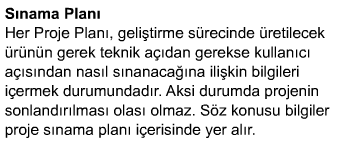 Sınama Planı
Her Proje Planı, geliştirme sürecinde üretilecek
ürünün gerek teknik açıdan gerekse kullanıcı
açısından nasıl sınanacağına ilişkin bilgileri
içermek durumundadır. Aksi durumda projenin
sonlandırılması olası olmaz. Söz konusu bilgiler
proje sınama planı içerisinde yer alır.